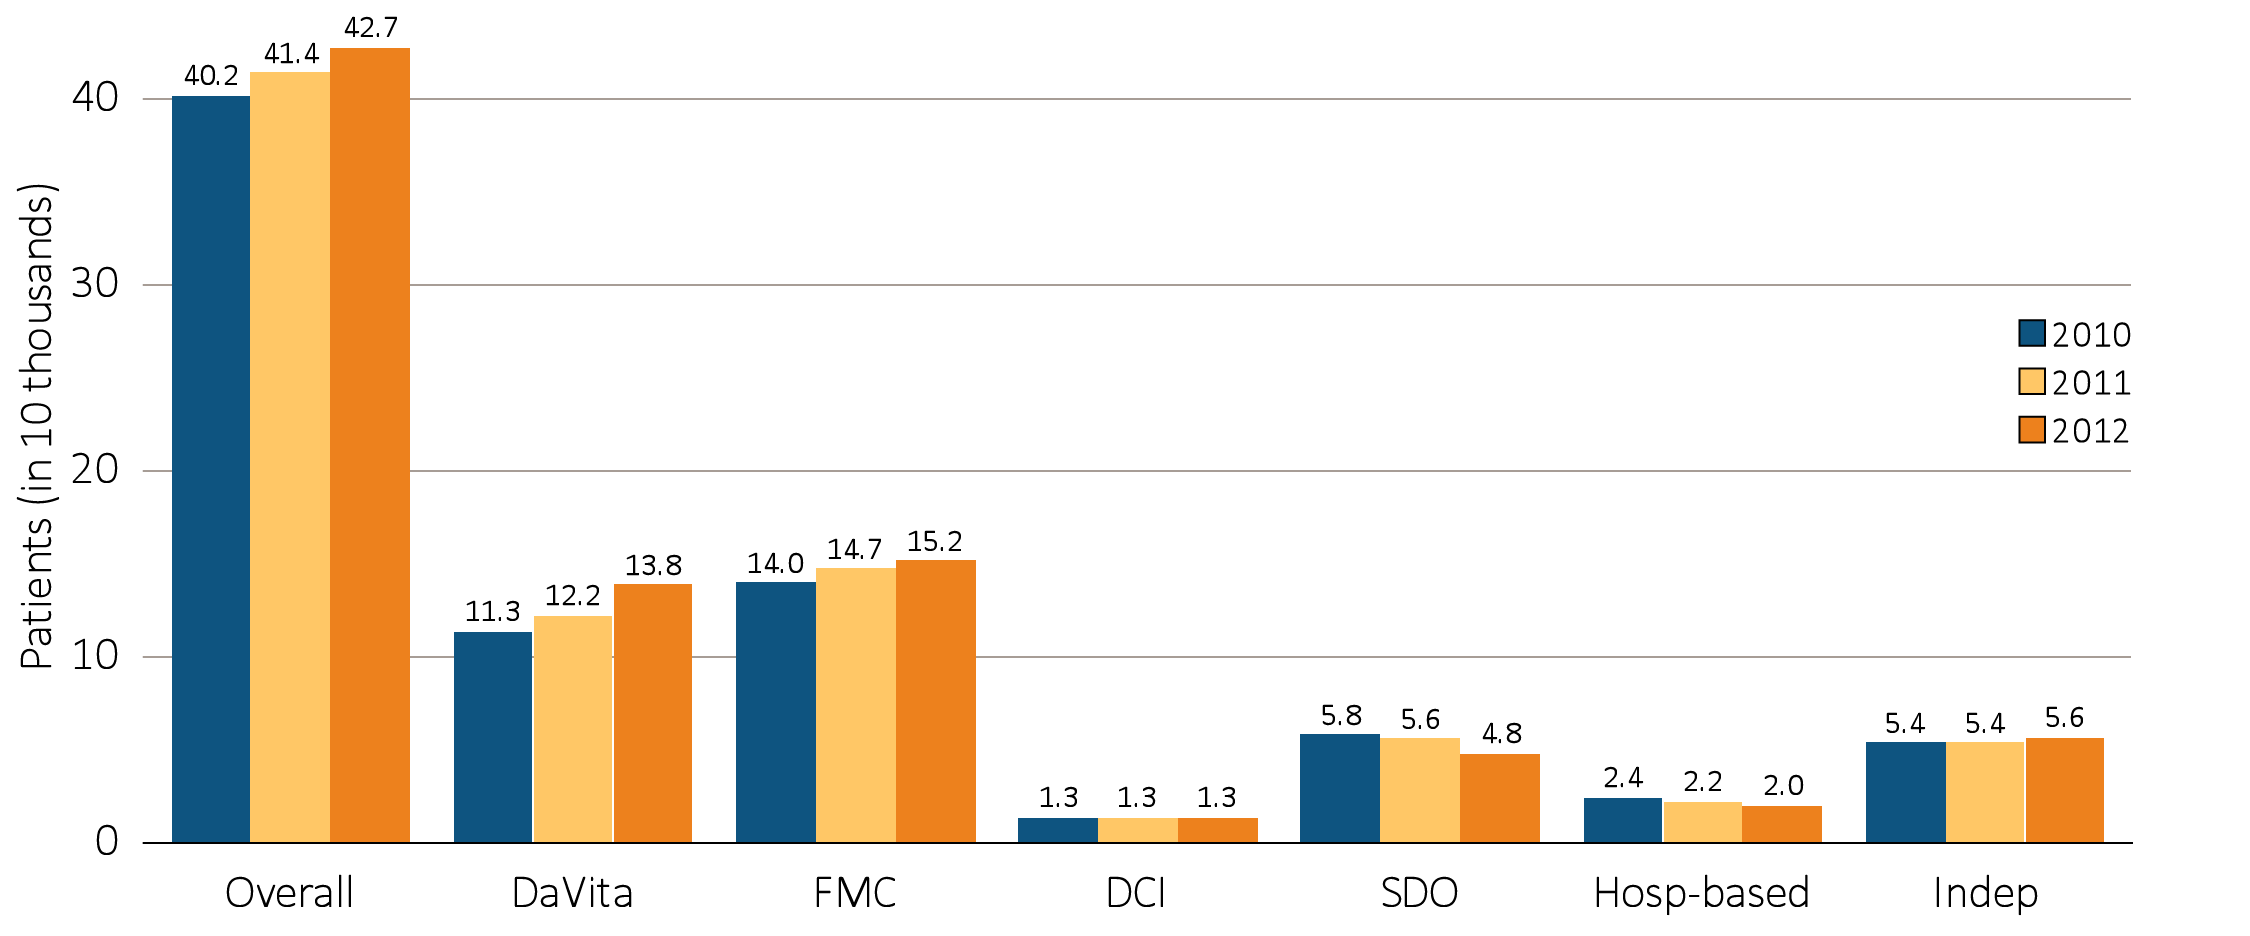 Patients (in 10 thousands)
40
30
20
10
0
40.2 41.4 42.7
11.3 12.2 13.8
14.0 14.7 15.2
1.3 1.3 1.3
5.8 5.6 4.8
2.4 2.2 2.0
5.4 5.4 5.6
2010
2011
2012
Overall DaVita FMC DCI SDO Hosp-based Indep